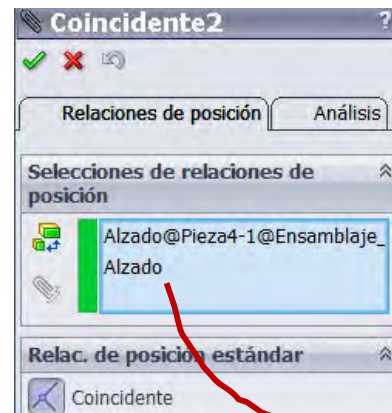 Coincidente2 ?
Relaciones de posición Análisis
Selecciones de relaciones de
posición
Alzado@Pieza4-1@Ensamblaje_
Alzado
Relac. de posición estándar
Coincidente